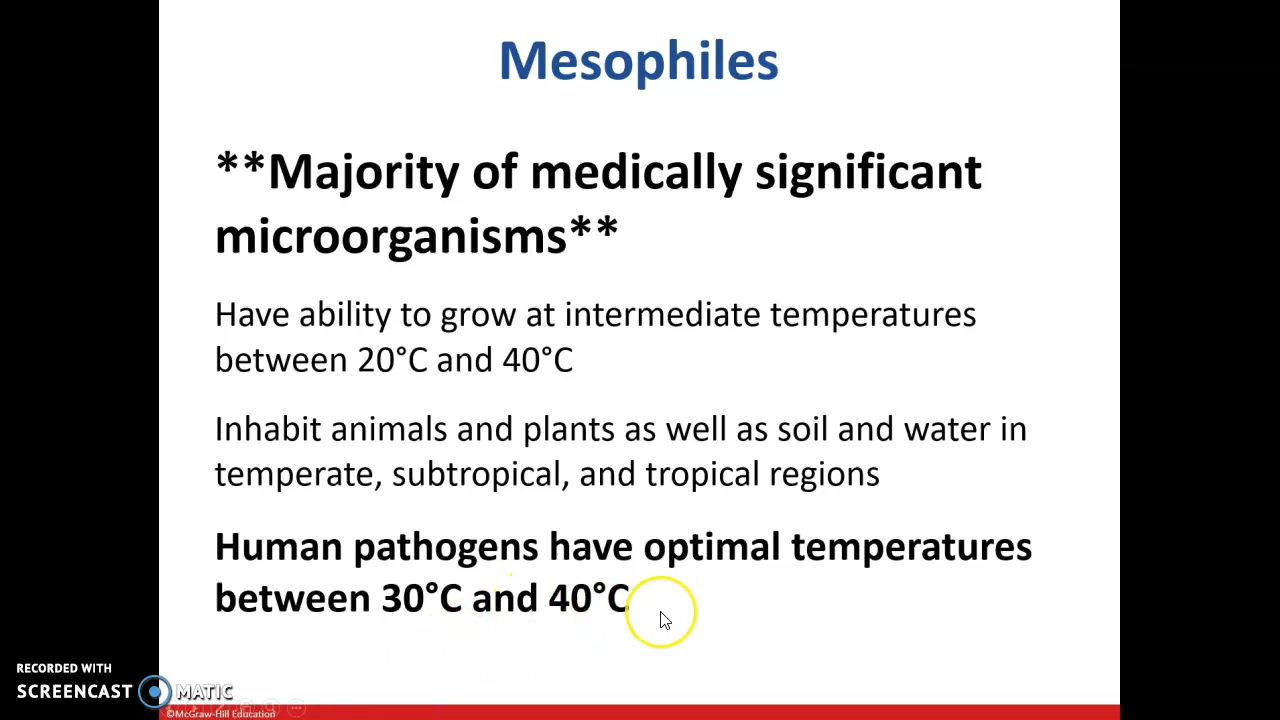 Mesophiles
**Majority of medically significant
microorganisms**
Have ability to grow at intermediate temperatures
between 20°C and 40°C
Inhabit animals and plants as well as soil and water in
temperate, subtropical, and tropical regions
Human pathogens have optimal temperatures
between 30°C and 40°C
RECORDED WITH
SCREENCAST MATIC
©McGraw-Hill Education